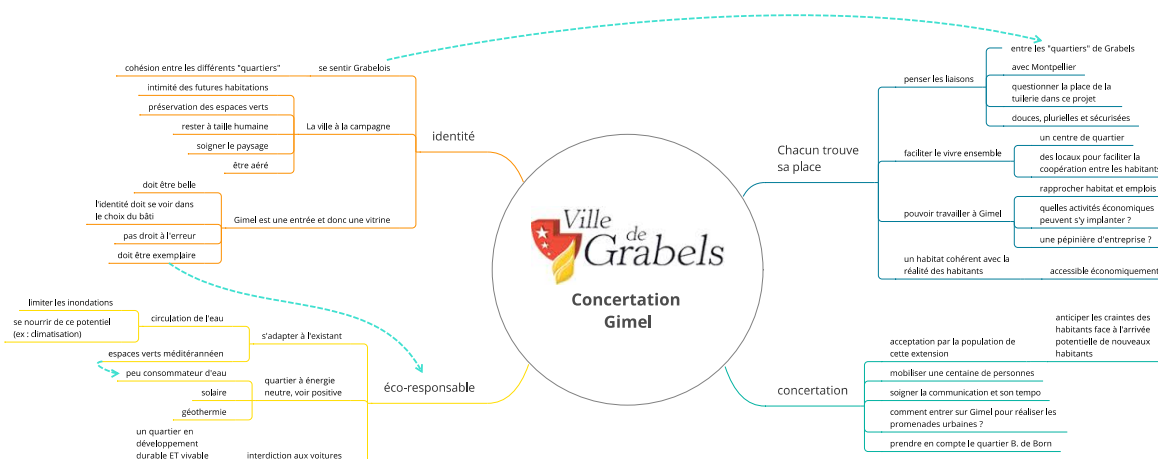 Ville
de
Grabels
Concertation
Gimel
identité
se sentir Grabelois
cohésion entre les différents "quartiers"
La ville à la campagne
intimité des futures habitations
préservation des espaces verts
rester à taille humaine
soigner le paysage
être aéré
Gimel est une entrée et donc une vitrine
doit être belle
l'identité doit se voir dans
le choix du bâti
pas droit à l'erreur
doit être exemplaire
éco-responsable
s'adapter à l'existant
circulation de l'eau
limiter les inondations
se nourrir de ce potentiel
(ex : climatisation)
espaces verts méditérannéen
quartier à énergie
neutre, voir positive
peu consommateur d'eau
solaire
géothermie
interdiction aux voitures
un quartier en
développement
durable ET vivable
Chacun trouve
sa place
penser les liaisons
entre les "quartiers" de Grabels
avec Montpellier
questionner la place de la
tuilerie dans ce projet
douces, plurielles et sécurisées
faciliter le vivre ensemble
un centre de quartier
des locaux pour faciliter la
coopération entre les habitants
pouvoir travailler à Gimel
rapprocher habitat et emplois
quelles activités économiques
peuvent s'y implanter ?
une pépinière d'entreprise ?
un habitat cohérent avec la
réalité des habitants
accessible économiquement
concertation
acceptation par la population de
cette extension
anticiper les craintes des
habitants face à l'arrivée
potentielle de nouveaux
habitants
mobiliser une centaine de personnes
soigner la communication et son tempo
comment entrer sur Gimel pour réaliser les
promenades urbaines ?
prendre en compte le quartier B. de Born